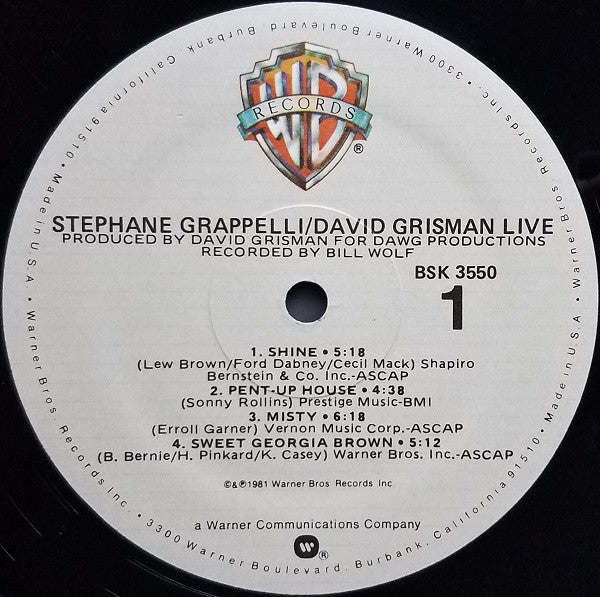 WB
RECORDS
®
STEPHANE GRAPPELLI/DAVID GRISMAN LIVE
PRODUCED BY DAVID GRISMAN FOR DAWG PRODUCTIONS
RECORDED BY BILL WOLF
BSK 3550
1
1. SHINE • 5:18
(Lew Brown/Ford Dabney/Cecil Mack) Shapiro
Bernstein & Co. Inc.-ASCAP
2. PENT-UP HOUSE • 4:38
(Sonny Rollins) Prestige Music-BMI
3. MISTY • 6:18
(Erroll Garner) Vernon Music Corp.-ASCAP
4. SWEET GEORGIA BROWN • 5:12
(B. Bernie/H. Pinkard/K. Casey) Warner Bros. Inc.-ASCAP
©&℗1981 Warner Bros. Records Inc.
a Warner Communications Company
W
®
Warner Bros. Records Inc. • 3300 Warner Boulevard. Burbank. California 91510 • Made in U.S.A. • Warner Bros. Records Inc. • 3300 Warner Boulevard. Burbank. California 91510 • Made in U.S.A. •